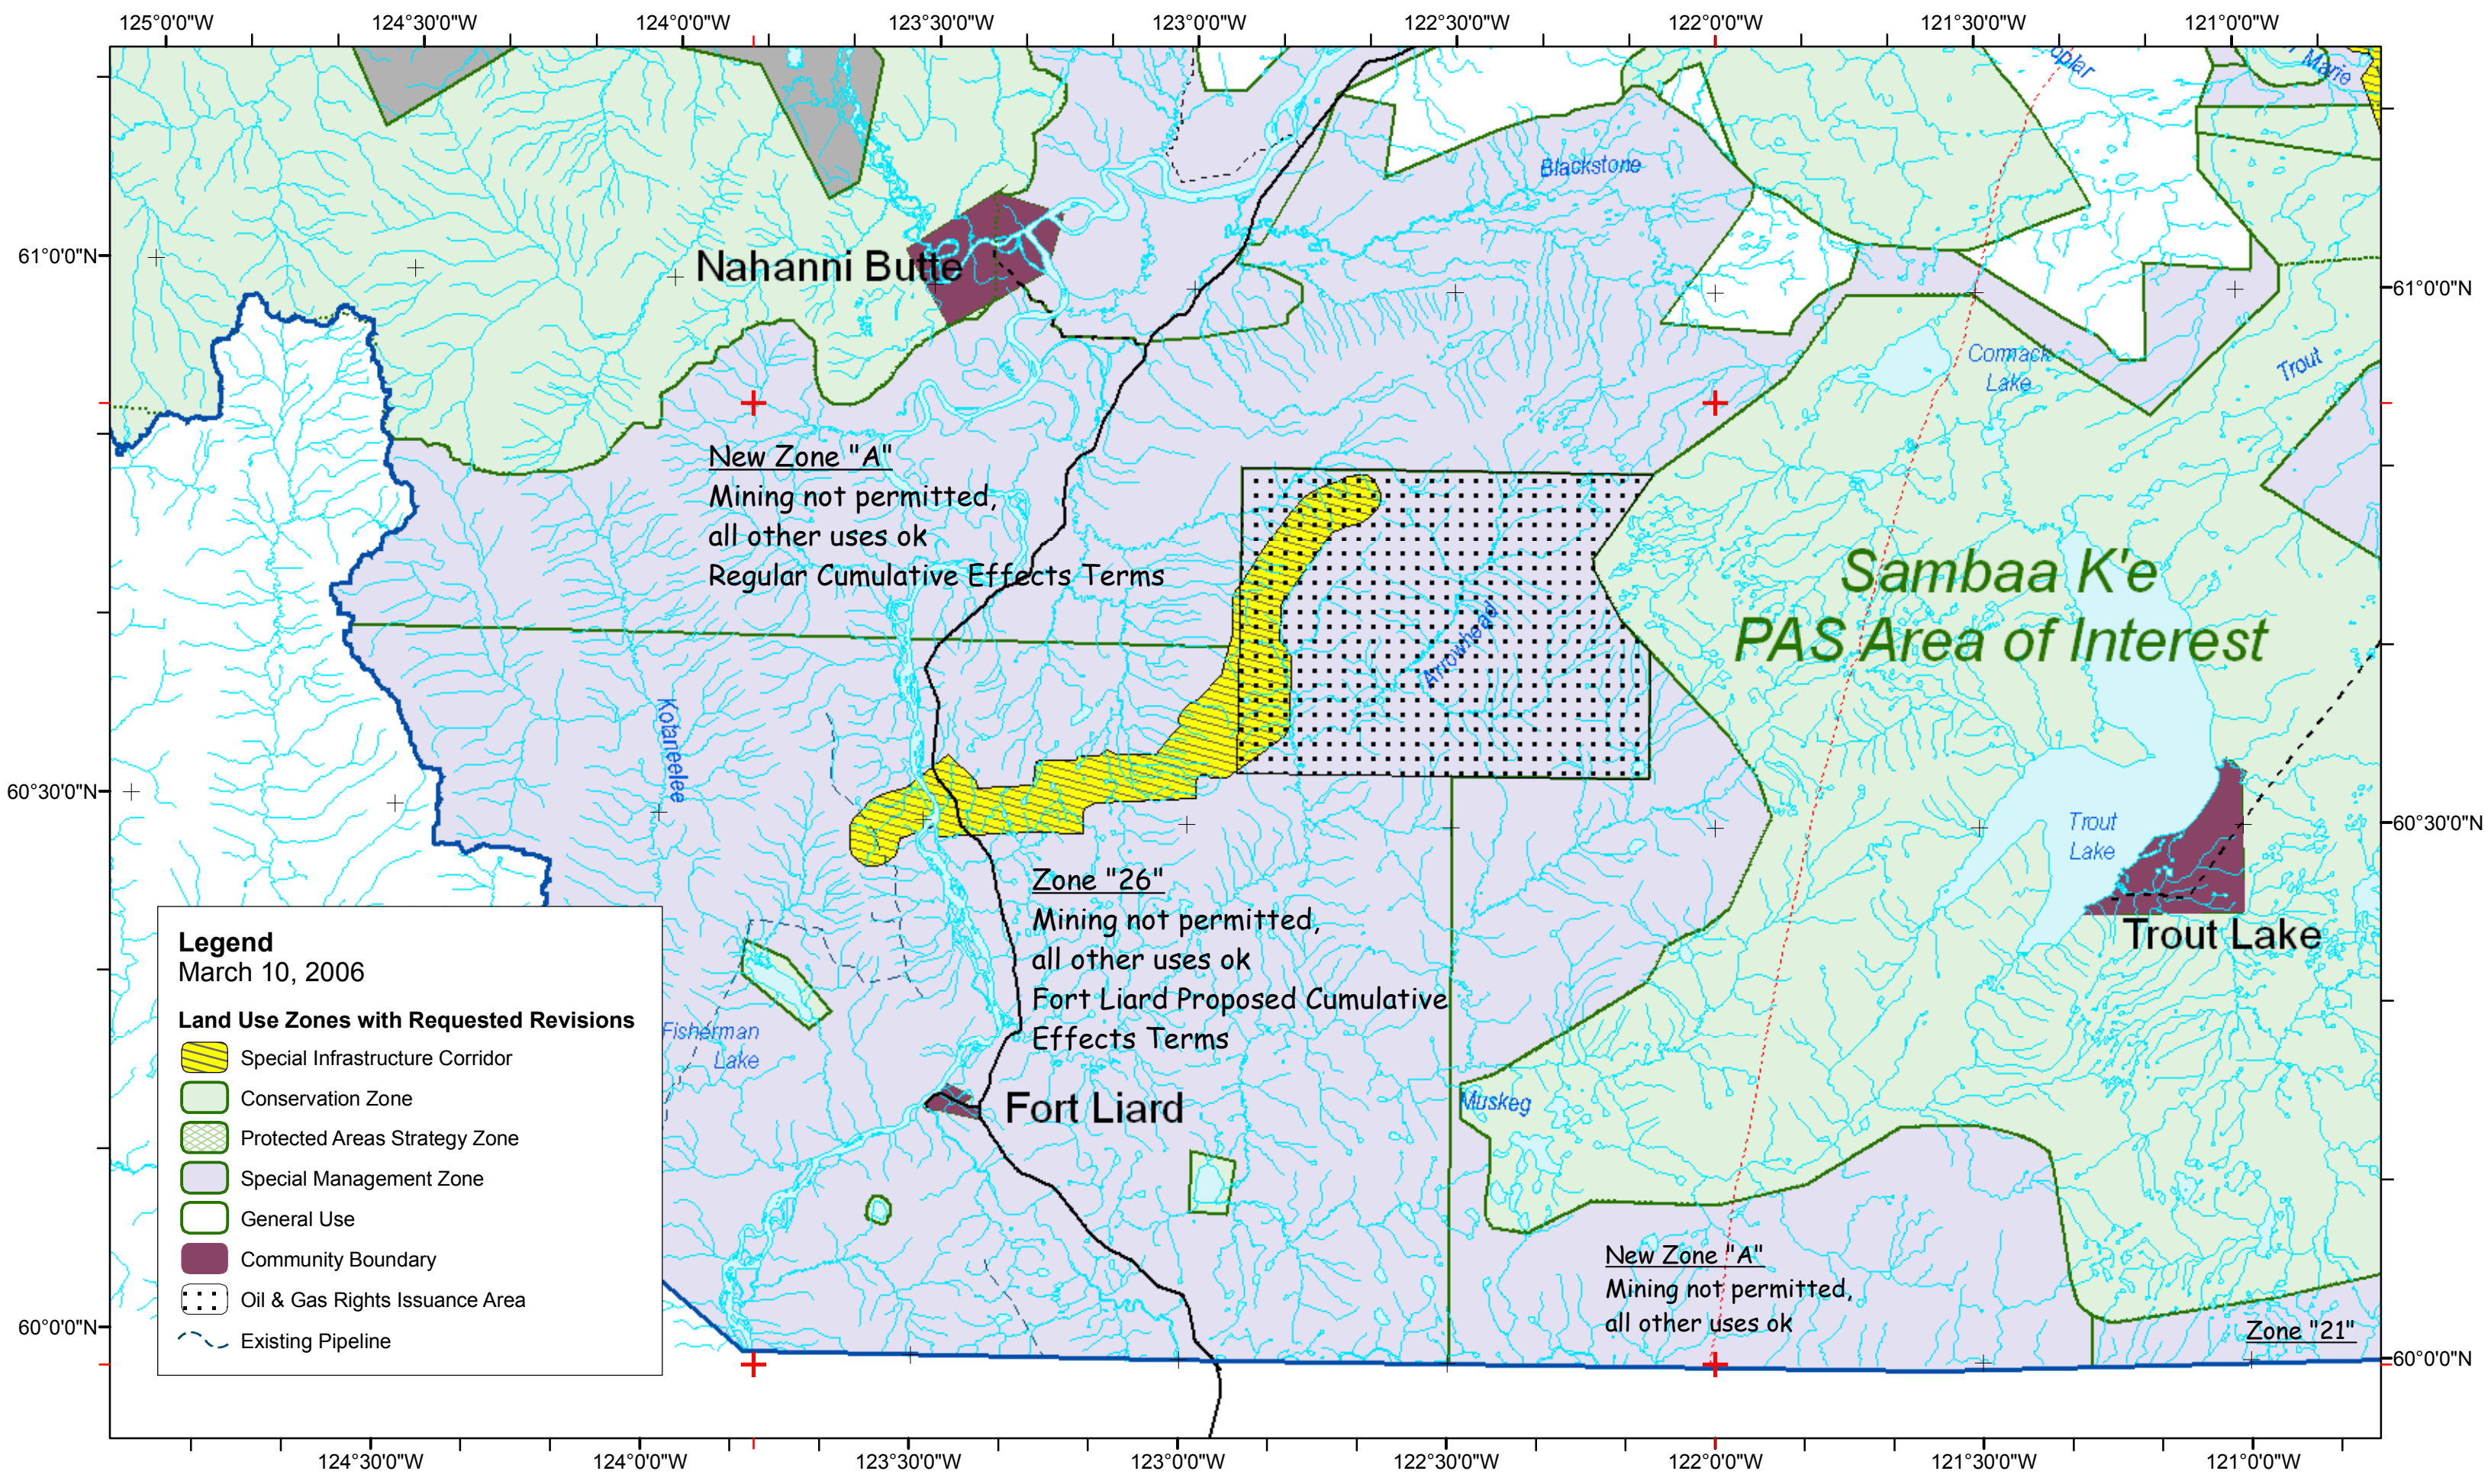 125°0'0"W 124°30'0"W 124°0'0"W 123°30'0"W 123°0'0"W 122°30'0"W 122°0'0"W 121°30'0"W 121°0'0"W
oplar
Marie
Blackstone
61°0'0"N
Nahanni Butte
61°0'0"N
Cormack
Lake
Trout
New Zone "A"
Mining not permitted,
all other uses ok
Regular Cumulative Effects Terms
Sambaa K'e
PAS Area of Interest
Arrowhead
Kotaneelee
60°30'0"N
60°30'0"N
Trout
Lake
Trout Lake
Zone "26"
Mining not permitted,
all other uses ok
Fort Liard Proposed Cumulative
Effects Terms
Fisherman
Lake
Fort Liard
Muskeg
Legend
March 10, 2006
Land Use Zones with Requested Revisions
Special Infrastructure Corridor
Conservation Zone
Protected Areas Strategy Zone
Special Management Zone
General Use
Community Boundary
Oil & Gas Rights Issuance Area
Existing Pipeline
New Zone "A"
Mining not permitted,
all other uses ok
Zone "21"
60°0'0"N
60°0'0"N
124°30'0"W 124°0'0"W 123°30'0"W 123°0'0"W 122°30'0"W 122°0'0"W 121°30'0"W 121°0'0"W